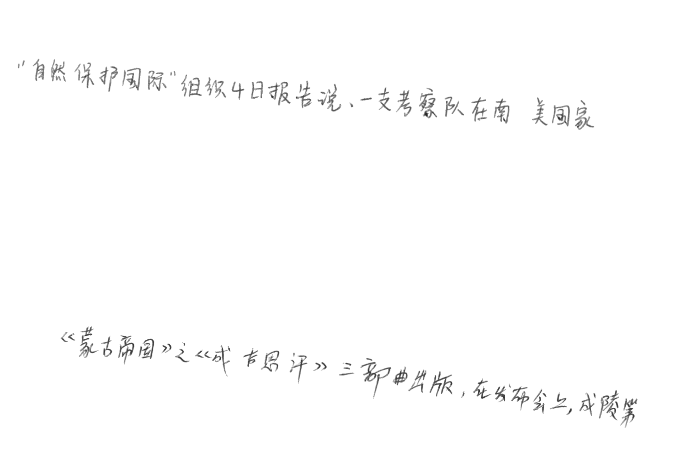 “自然保护国际”组织4日报告说、一支考察队在南美国家
《蒙古帝国》之《成吉思汗》三部曲出版，在发布会上，成陵第